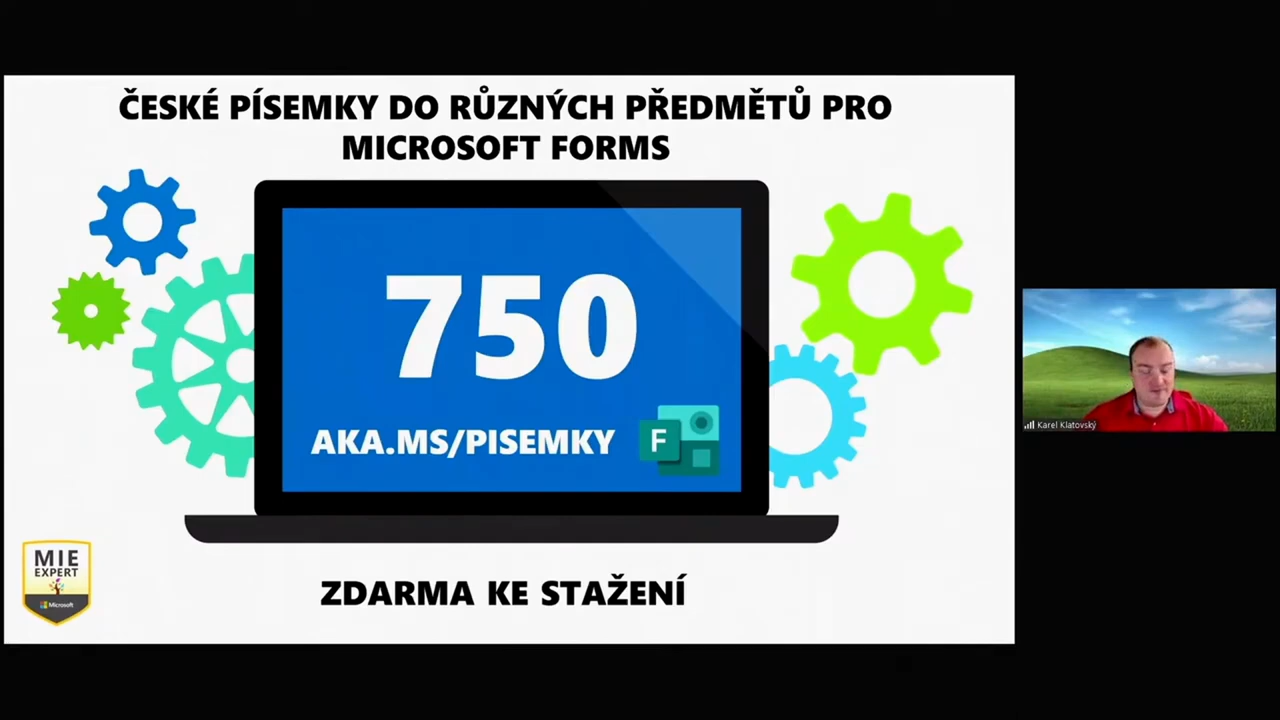 ČESKÉ PÍSEMKY DO RŮZNÝCH PŘEDMĚTŮ PRO
MICROSOFT FORMS
750
AKA.MS/PISEMKY
F
MIE
EXPERT
Microsoft
ZDARMA KE STAŽENÍ
Karel Klatovský